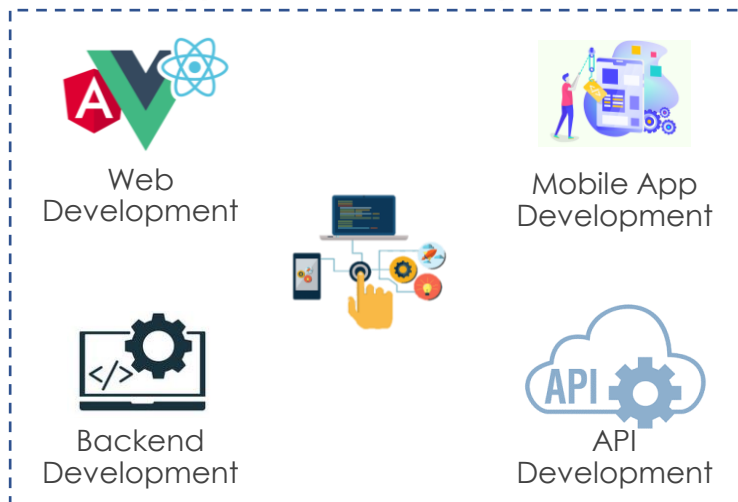 A
Web
Development
Mobile App
Development
</>
Backend
Development
API
API
Development